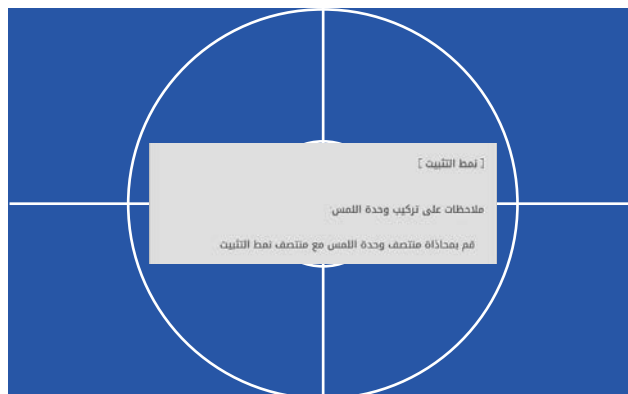 [ نمط التثبيت ]
ملاحظات على تركيب وحدة اللمس:
قم بمحاذاة منتصف وحدة اللمس مع منتصف نمط التثبيت